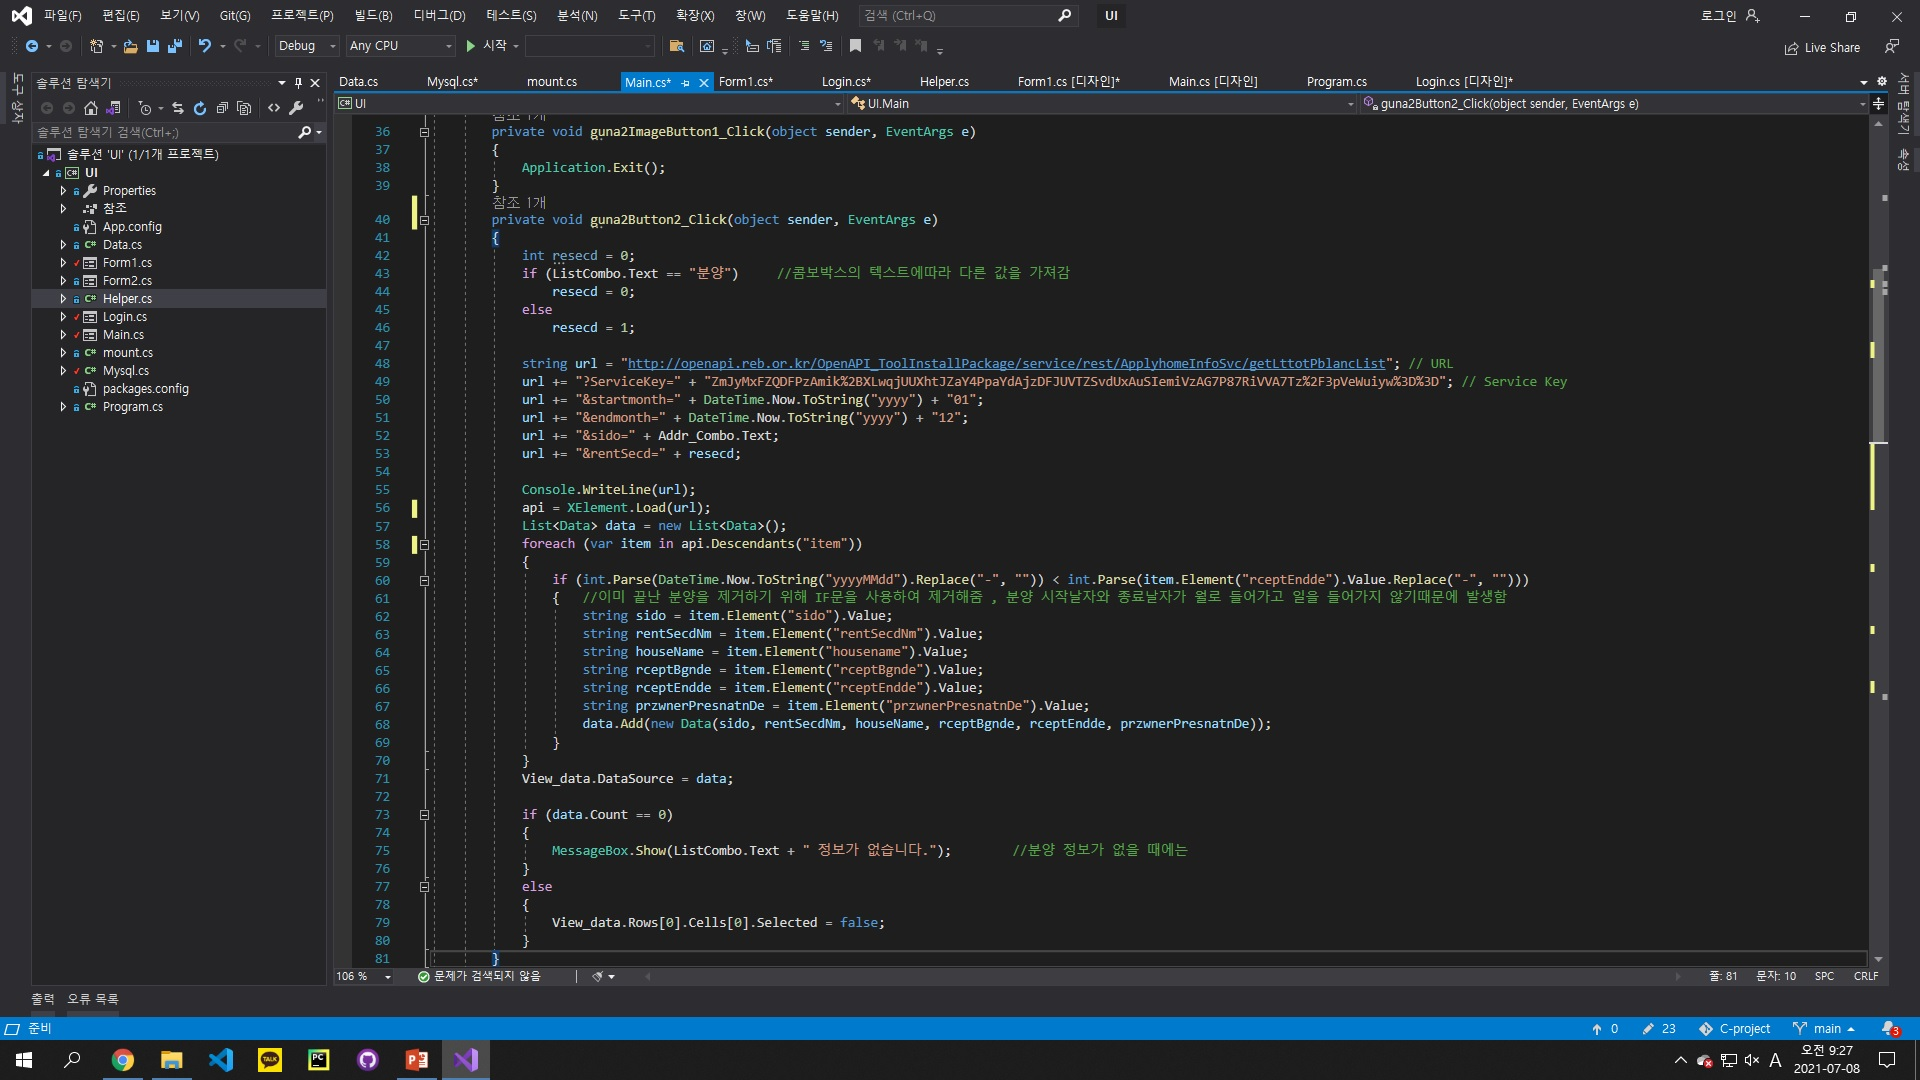 파일(F) 편집(E) 보기(V) Git(G) 프로젝트(P) 빌드(B) 디버그(D) 테스트(S) 분석(N) 도구(T) 확장(X) 창(W) 도움말(H) 검색 (Ctrl+Q) UI 로그인
Debug Any CPU 시작 Live Share
도구 상자
솔루션 탐색기
솔루션 탐색기 검색(Ctrl+;)
솔루션 'UI' (1/1개 프로젝트)
UI
Properties
참조
App.config
Data.cs
Form1.cs
Form2.cs
Helper.cs
Login.cs
Main.cs
mount.cs
Mysql.cs
packages.config
Program.cs
Data.cs Mysql.cs* mount.cs Main.cs* Form1.cs* Login.cs* Helper.cs Form1.cs [디자인]* Main.cs [디자인] Program.cs Login.cs [디자인]*
UI UI.Main guna2Button2_Click(object sender, EventArgs e)
참조 1개
36 private void guna2ImageButton1_Click(object sender, EventArgs e)
37 {
38 Application.Exit();
39 }
참조 1개
40 private void guna2Button2_Click(object sender, EventArgs e)
41 {
42 int resecd = 0;
43 if (ListCombo.Text == "분양") //콤보박스의 텍스트에따라 다른 값을 가져감
44 resecd = 0;
45 else
46 resecd = 1;
47
48 string url = "http://openapi.reb.or.kr/OpenAPI_ToolInstallPackage/service/rest/ApplyhomeInfoSvc/getLttotPblancList"; // URL
49 url += "?ServiceKey=" + "ZmJyMxFZQDFPzAmik%2BXLwqjUUXhtJZaY4PpaYdAjzDFJUVTZSvdUxAuSIemiVzAG7P87RiVVA7Tz%2F3pVeWuiyw%3D%3D"; // Service Key
50 url += "&startmonth=" + DateTime.Now.ToString("yyyy") + "01";
51 url += "&endmonth=" + DateTime.Now.ToString("yyyy") + "12";
52 url += "&sido=" + Addr_Combo.Text;
53 url += "&rentSecd=" + resecd;
54
55 Console.WriteLine(url);
56 api = XElement.Load(url);
57 List<Data> data = new List<Data>();
58 foreach (var item in api.Descendants("item"))
59 {
60 if (int.Parse(DateTime.Now.ToString("yyyyMMdd").Replace("-", "")) < int.Parse(item.Element("rceptEndde").Value.Replace("-", "")))
61 { //이미 끝난 분양을 제거하기 위해 IF문을 사용하여 제거해줌 , 분양 시작날자와 종료날자가 월로 들어가고 일을 들어가지 않기때문에 발생함
62 string sido = item.Element("sido").Value;
63 string rentSecdNm = item.Element("rentSecdNm").Value;
64 string houseName = item.Element("housename").Value;
65 string rceptBgnde = item.Element("rceptBgnde").Value;
66 string rceptEndde = item.Element("rceptEndde").Value;
67 string przwnerPresnatnDe = item.Element("przwnerPresnatnDe").Value;
68 data.Add(new Data(sido, rentSecdNm, houseName, rceptBgnde, rceptEndde, przwnerPresnatnDe));
69 }
70 }
71 View_data.DataSource = data;
72
73 if (data.Count == 0)
74 {
75 MessageBox.Show(ListCombo.Text + " 정보가 없습니다."); //분양 정보가 없을 때에는
76 }
77 else
78 {
79 View_data.Rows[0].Cells[0].Selected = false;
80 }
81 }
서버 탐색기
속성
106 % 문제가 검색되지 않음 줄: 81 문자: 10 SPC CRLF
출력 오류 목록
준비 0 23 C-project main 3
TALK PC A 오전 9:27
2021-07-08